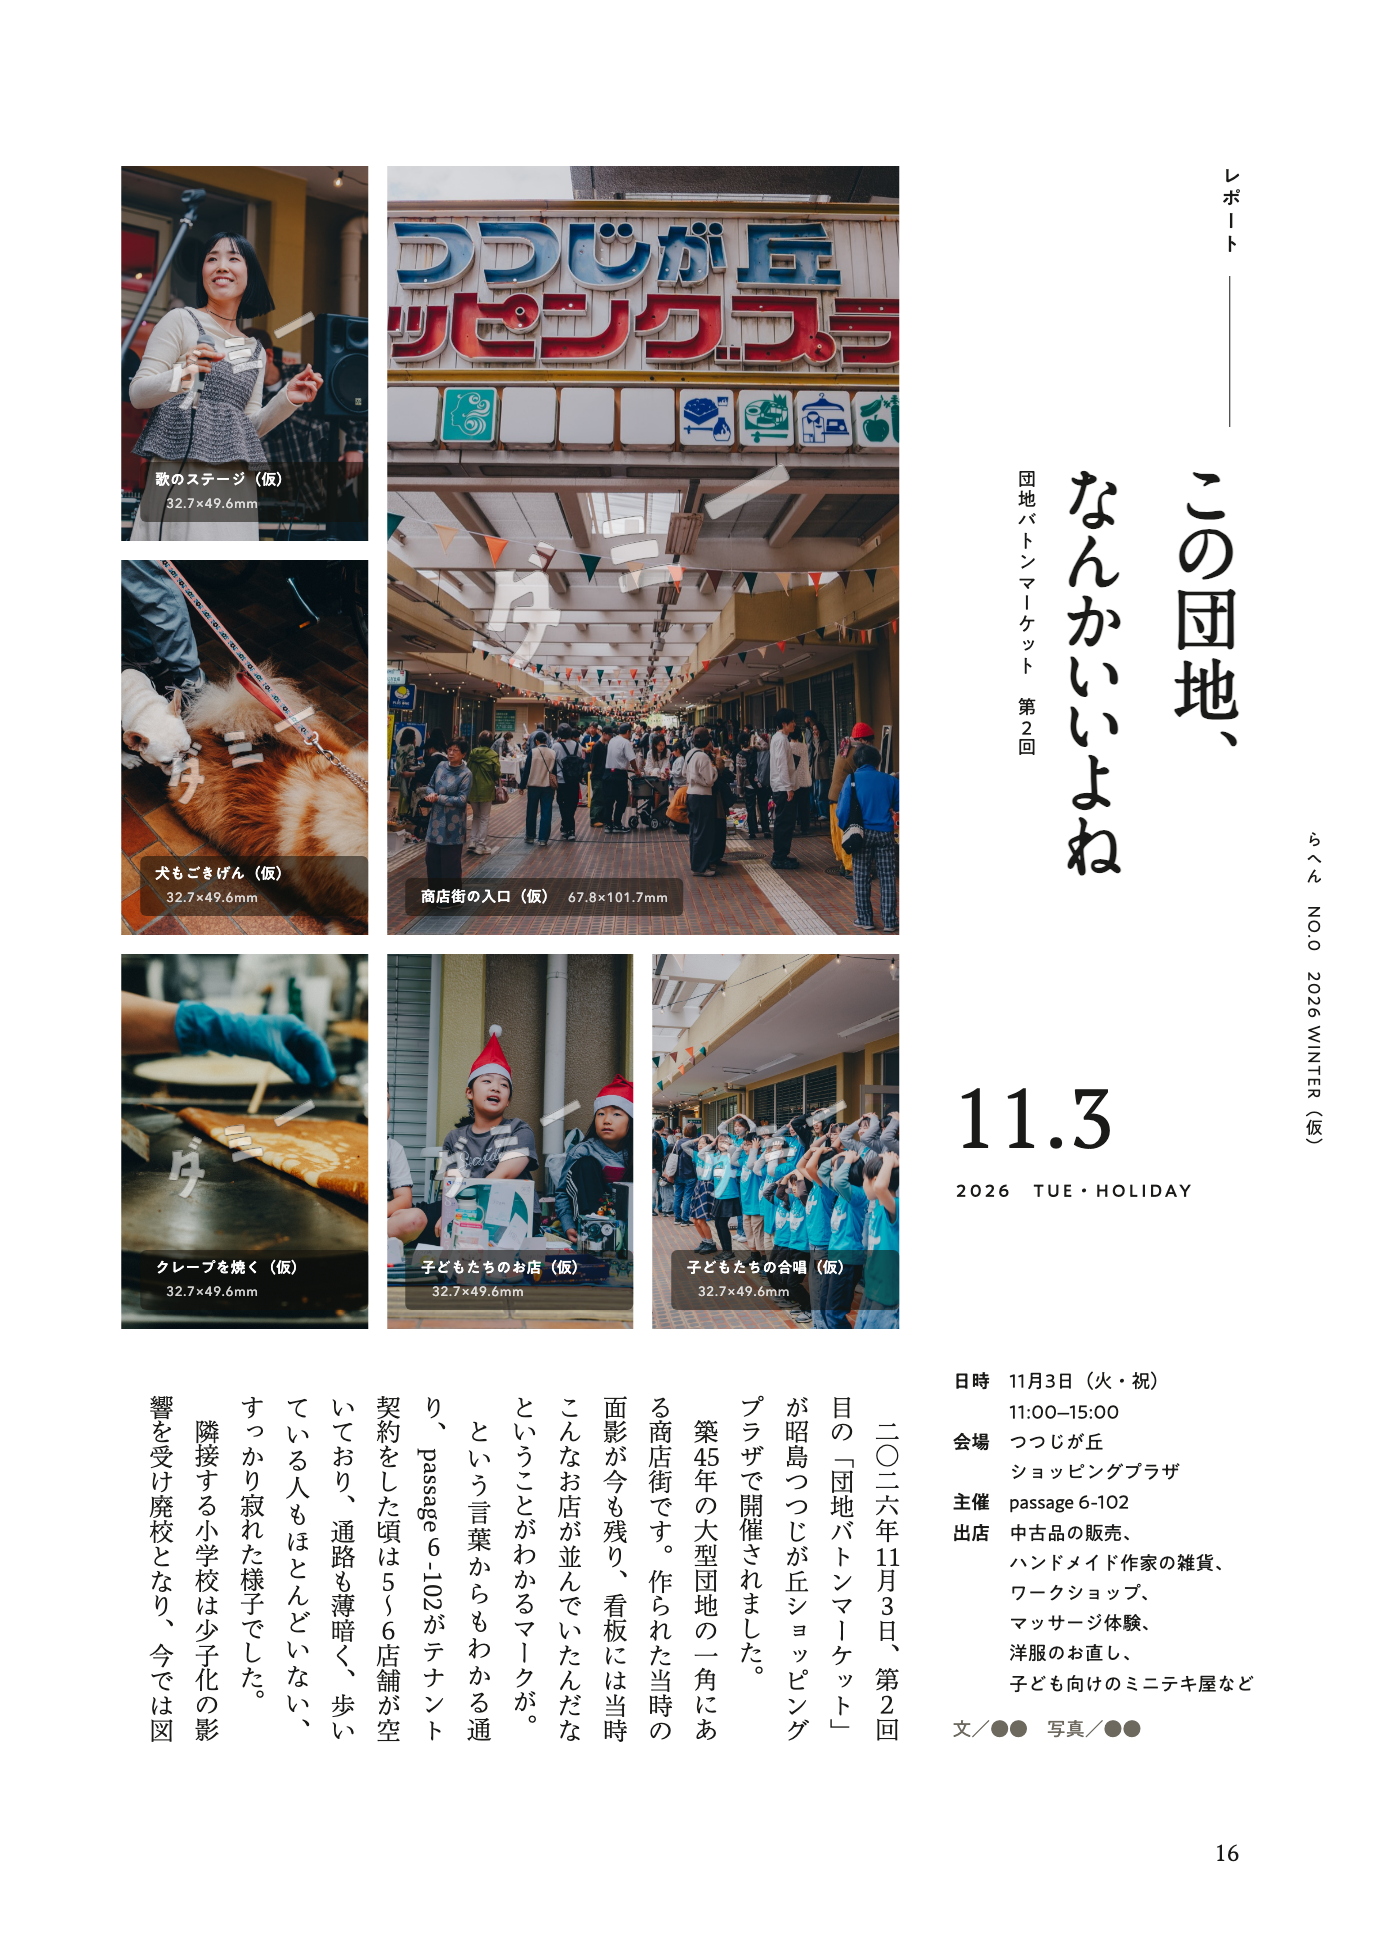 レポート
この団地、
なんかいいよね
団地バトンマーケット　第2回
らへん　NO.0　2026 WINTER（仮）
11.3
2026　TUE・HOLIDAY
日時　11月3日（火・祝）
11:00–15:00
会場　つつじが丘
ショッピングプラザ
主催　passage 6-102
出店　中古品の販売、
ハンドメイド作家の雑貨、
ワークショップ、
マッサージ体験、
洋服のお直し、
子ども向けのミニテキ屋など
文／●●　写真／●●
つつじが丘
ッピングプラ
ダミー
商店街の入口（仮）　67.8×101.7mm
ダミー
歌のステージ（仮）
32.7×49.6mm
ダミー
犬もごきげん（仮）
32.7×49.6mm
ダミー
子どもたちの合唱（仮）
32.7×49.6mm
ダミー
子どもたちのお店（仮）
32.7×49.6mm
ダミー
クレープを焼く（仮）
32.7×49.6mm
二〇二六年11月3日、第2回
目の「団地バトンマーケット」
が昭島つつじが丘ショッピング
プラザで開催されました。
築45年の大型団地の一角にあ
る商店街です。作られた当時の
面影が今も残り、看板には当時
こんなお店が並んでいたんだな
ということがわかるマークが。
という言葉からもわかる通
り、passage 6-102がテナント
契約をした頃は5〜6店舗が空
いており、通路も薄暗く、歩い
ている人もほとんどいない、
すっかり寂れた様子でした。
隣接する小学校は少子化の影
響を受け廃校となり、今では図
16